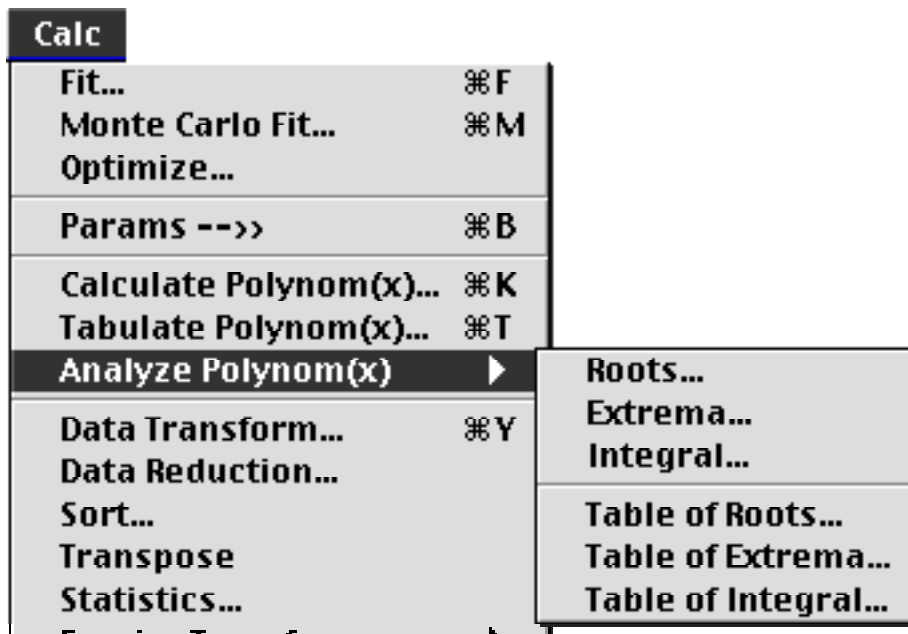 Calc
Fit... ⌘F
Monte Carlo Fit... ⌘M
Optimize...
Params -->> ⌘B
Calculate Polynom(x)... ⌘K
Tabulate Polynom(x)... ⌘T
Analyze Polynom(x)
Roots...
Extrema...
Integral...
Table of Roots...
Table of Extrema...
Table of Integral...
Data Transform... ⌘Y
Data Reduction...
Sort...
Transpose
Statistics...